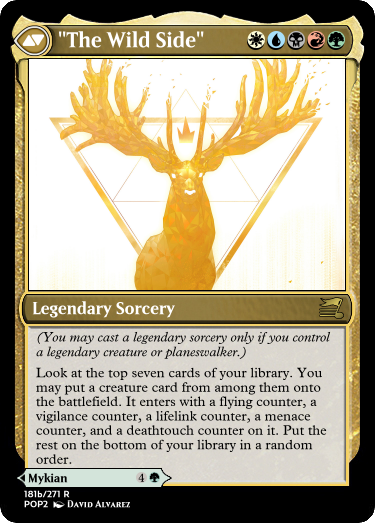 "The Wild Side"
Legendary Sorcery
(You may cast a legendary sorcery only if you control
a legendary creature or planeswalker.)
Look at the top seven cards of your library. You
may put a creature card from among them onto
the battlefield. It enters with a flying counter, a
vigilance counter, a lifelink counter, a menace
counter, and a deathtouch counter on it. Put the
rest on the bottom of your library in a random
order.
Mykian 4
181b/271 R
POP2 David Alvarez